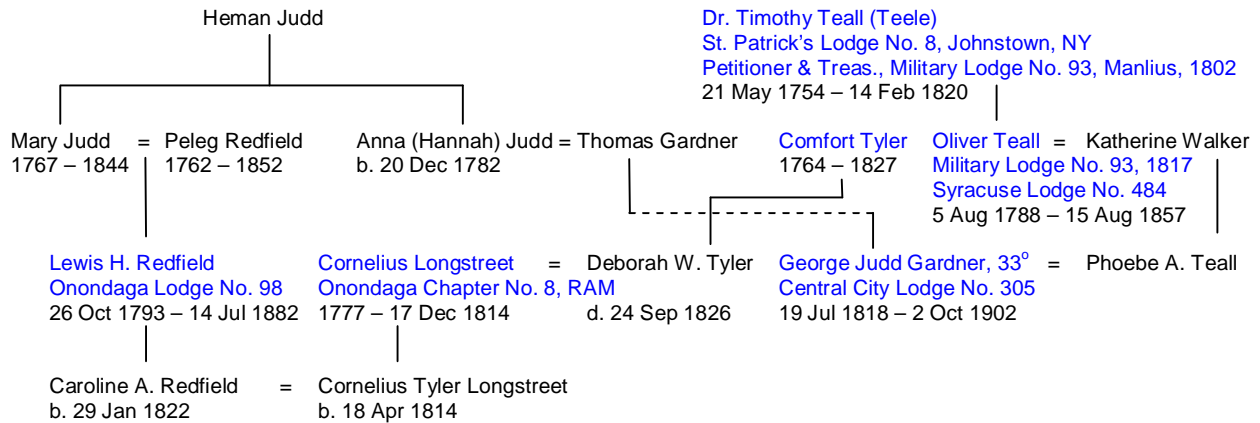 Heman Judd
Dr. Timothy Teall (Teele)
St. Patrick's Lodge No. 8, Johnstown, NY
Petitioner & Treas., Military Lodge No. 93, Manlius, 1802
21 May 1754 – 14 Feb 1820
Mary Judd = Peleg Redfield
1767 – 1844 1762 – 1852
Anna (Hannah) Judd = Thomas Gardner
b. 20 Dec 1782
Comfort Tyler
1764 – 1827
Oliver Teall = Katherine Walker
Military Lodge No. 93, 1817
Syracuse Lodge No. 484
5 Aug 1788 – 15 Aug 1857
Lewis H. Redfield
Onondaga Lodge No. 98
26 Oct 1793 – 14 Jul 1882
Cornelius Longstreet = Deborah W. Tyler
Onondaga Chapter No. 8, RAM
1777 – 17 Dec 1814 d. 24 Sep 1826
George Judd Gardner, 33° = Phoebe A. Teall
Central City Lodge No. 305
19 Jul 1818 – 2 Oct 1902
Caroline A. Redfield = Cornelius Tyler Longstreet
b. 29 Jan 1822 b. 18 Apr 1814